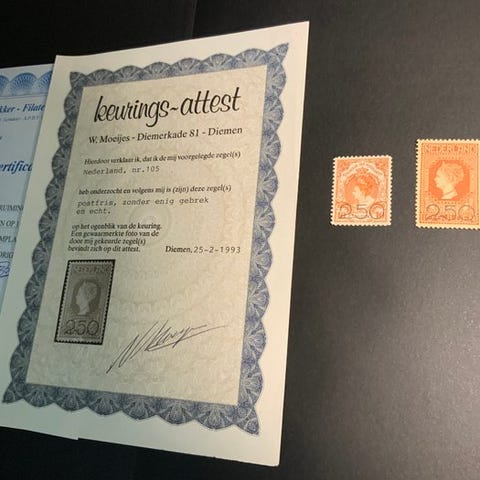 keurings~attest
W. Moeijes - Diemerkade 81 - Diemen
Hierdoor verklaar ik, dat ik de mij voorgelegde zegel(s)
Nederland, nr.105
heb onderzocht en volgens mij is (zijn) deze zegel(s)
postfris, zonder enig gebrek
en echt.
op het ogenblik van de keuring.
Een gewaarmerkte foto van de
door mij gekeurde zegel(s)
bevindt zich op dit attest.
Diemen, 25-2-1993
NEDERLAND
250
250
NEDERLAND
250